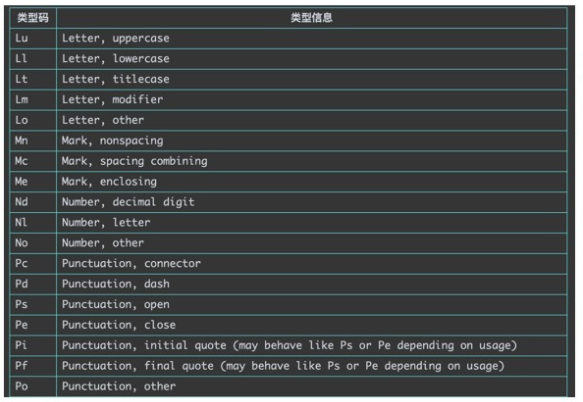 类型码 类型信息
Lu Letter, uppercase
Ll Letter, lowercase
Lt Letter, titlecase
Lm Letter, modifier
Lo Letter, other
Mn Mark, nonspacing
Mc Mark, spacing combining
Me Mark, enclosing
Nd Number, decimal digit
Nl Number, letter
No Number, other
Pc Punctuation, connector
Pd Punctuation, dash
Ps Punctuation, open
Pe Punctuation, close
Pi Punctuation, initial quote (may behave like Ps or Pe depending on usage)
Pf Punctuation, final quote (may behave like Ps or Pe depending on usage)
Po Punctuation, other